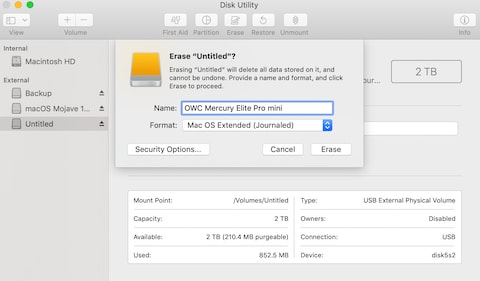 Disk Utility
View
Volume
First Aid
Partition
Erase
Restore
Unmount
Info
Internal
Macintosh HD
External
Backup
macOS Mojave 1...
Untitled
Erase “Untitled”?
Erasing “Untitled” will delete all data stored on it, and
cannot be undone. Provide a name and format, and click
Erase to proceed.
Name: OWC Mercury Elite Pro mini
Format: Mac OS Extended (Journaled)
Security Options...
Cancel
Erase
our...
2 TB
Mount Point: /Volumes/Untitled
Capacity: 2 TB
Available: 2 TB (210.4 MB purgeable)
Used: 852.5 MB
Type: USB External Physical Volume
Owners: Disabled
Connection: USB
Device: disk5s2